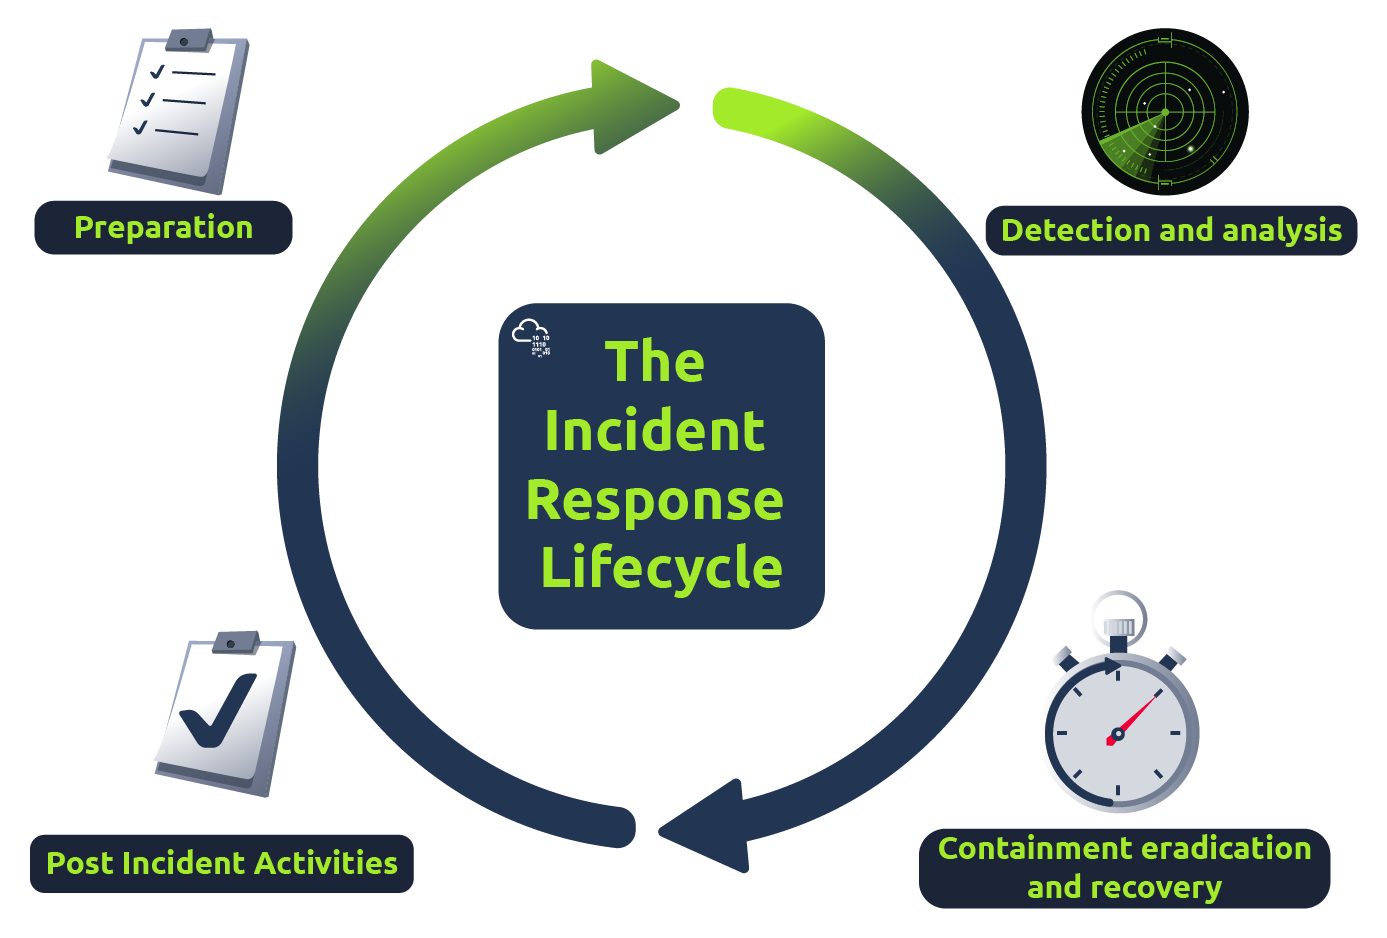 Preparation
Detection and analysis
The
Incident
Response
Lifecycle
Post Incident Activities
Containment eradication
and recovery